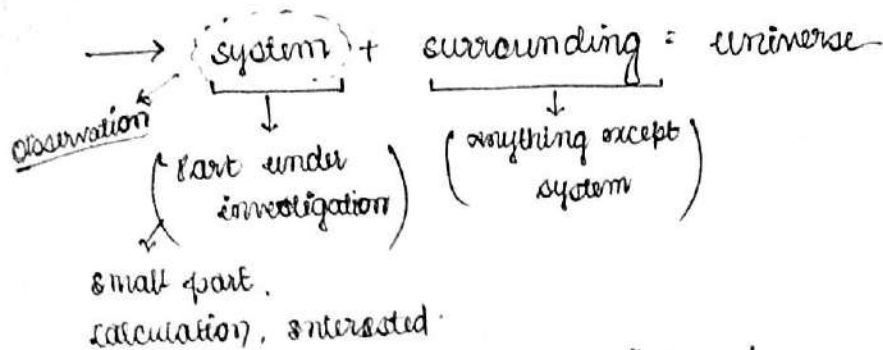 → system + surrounding = universe
observation
(Part under investigation)
(anything except system)
small part.
calculation, interested.